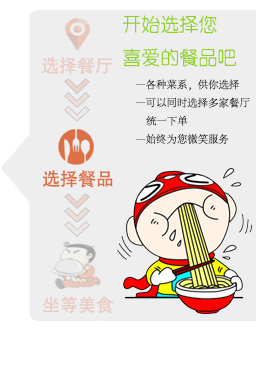 开始选择您
喜爱的餐品吧
选择餐厅
—各种菜系，供你选择
—可以同时选择多家餐厅
统一下单
—始终为您微笑服务
选择餐品
坐等美食